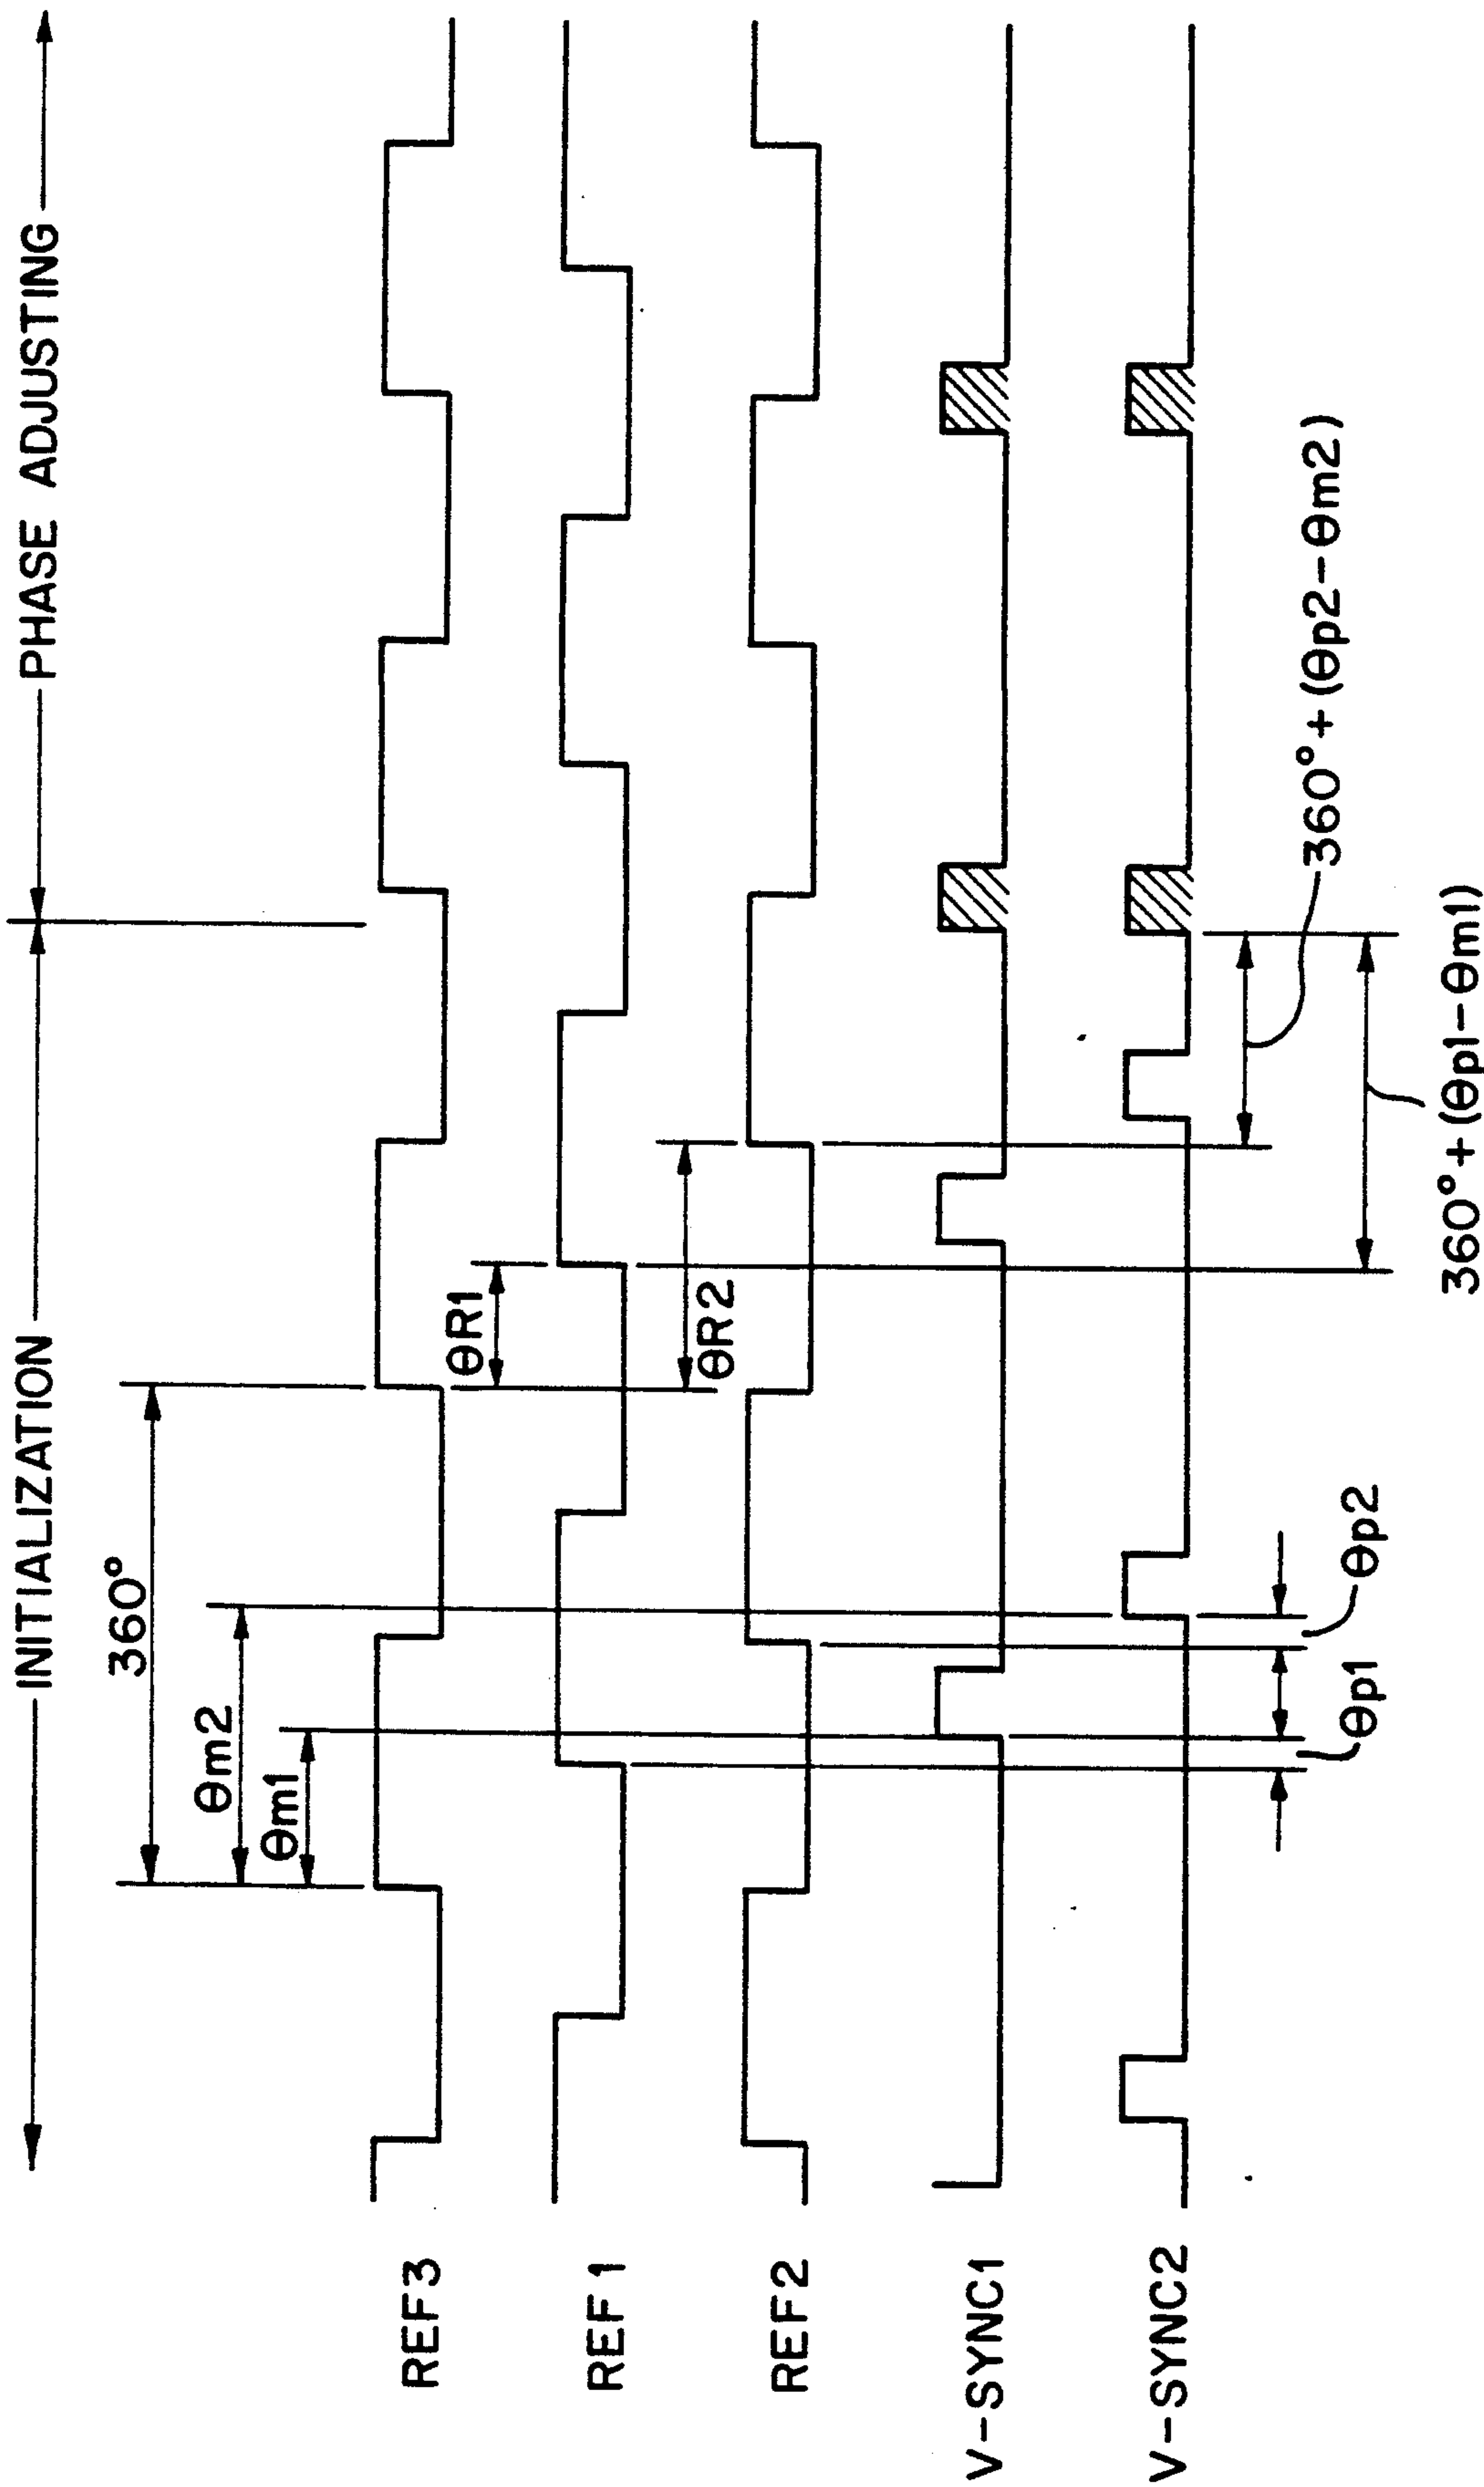 INITIALIZATION
PHASE ADJUSTING
360°
θm2
θm1
REF3
θR1
REF1
θR2
REF2
V-SYNC1
V-SYNC2
θp1
θp2
360°+(θp2-θm2)
360°+(θp1-θm1)